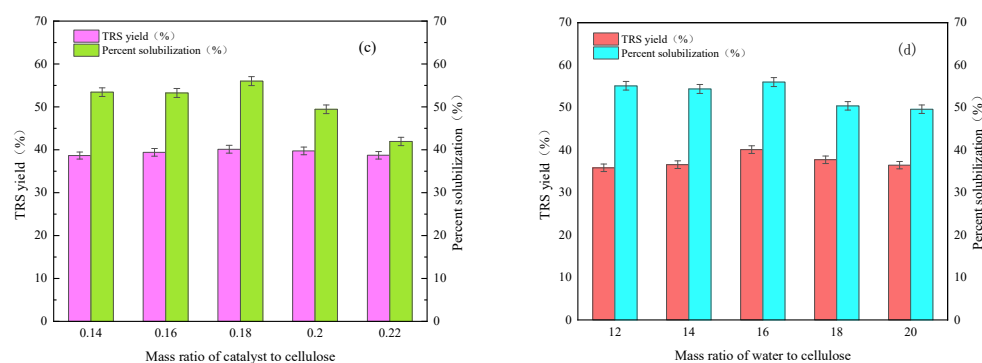 (c)
TRS yield（%）
Percent solubilization（%）
70
60
50
40
30
20
10
0
TRS yield（%）
70
60
50
40
30
20
10
0
Percent solubilization（%）
0.14 0.16 0.18 0.2 0.22
Mass ratio of catalyst to cellulose
(d)
TRS yield（%）
Percent solubilization（%）
70
60
50
40
30
20
10
0
TRS yield（%）
70
60
50
40
30
20
10
0
Percent solubilization（%）
12 14 16 18 20
Mass ratio of water to cellulose